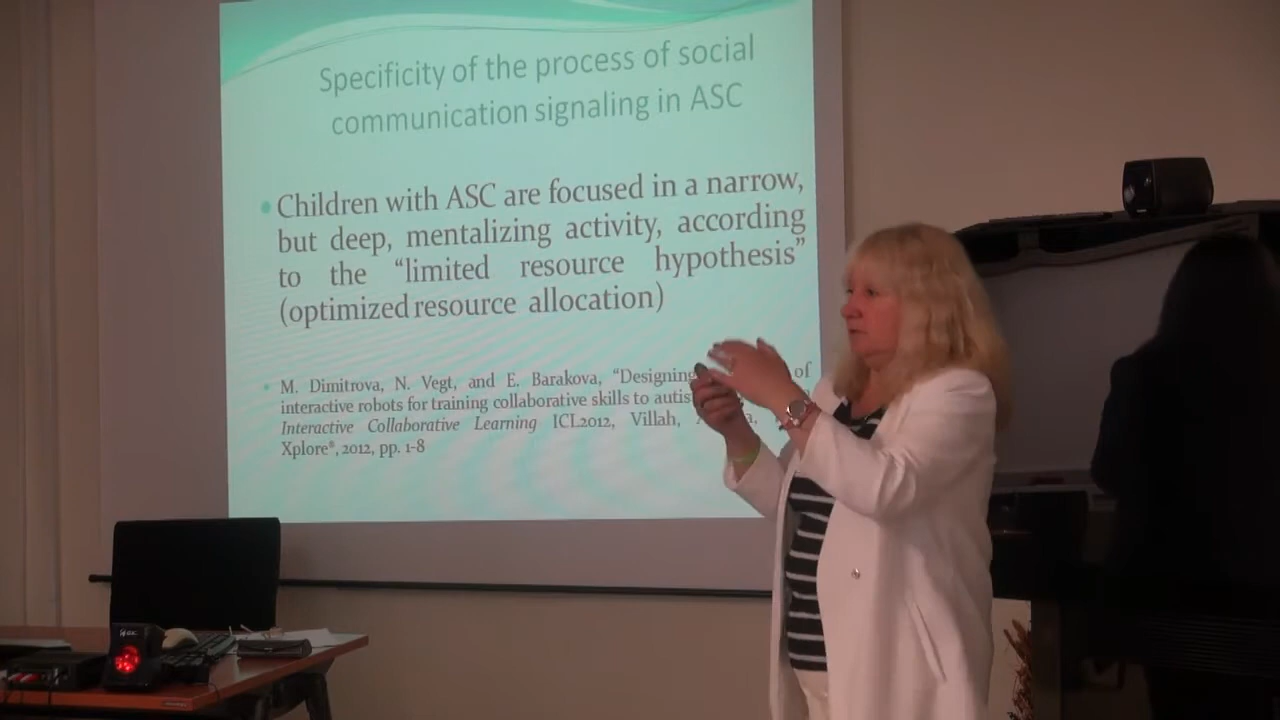 Specificity of the process of social
communication signaling in ASC
Children with ASC are focused in a narrow,
but deep, mentalizing activity, according
to the “limited resource hypothesis”
(optimized resource allocation)
M. Dimitrova, N. Vegt, and E. Barakova, “Designing of
interactive robots for training collaborative skills to autis
Interactive Collaborative Learning ICL2012, Villah,
Xplore®, 2012, pp. 1-8